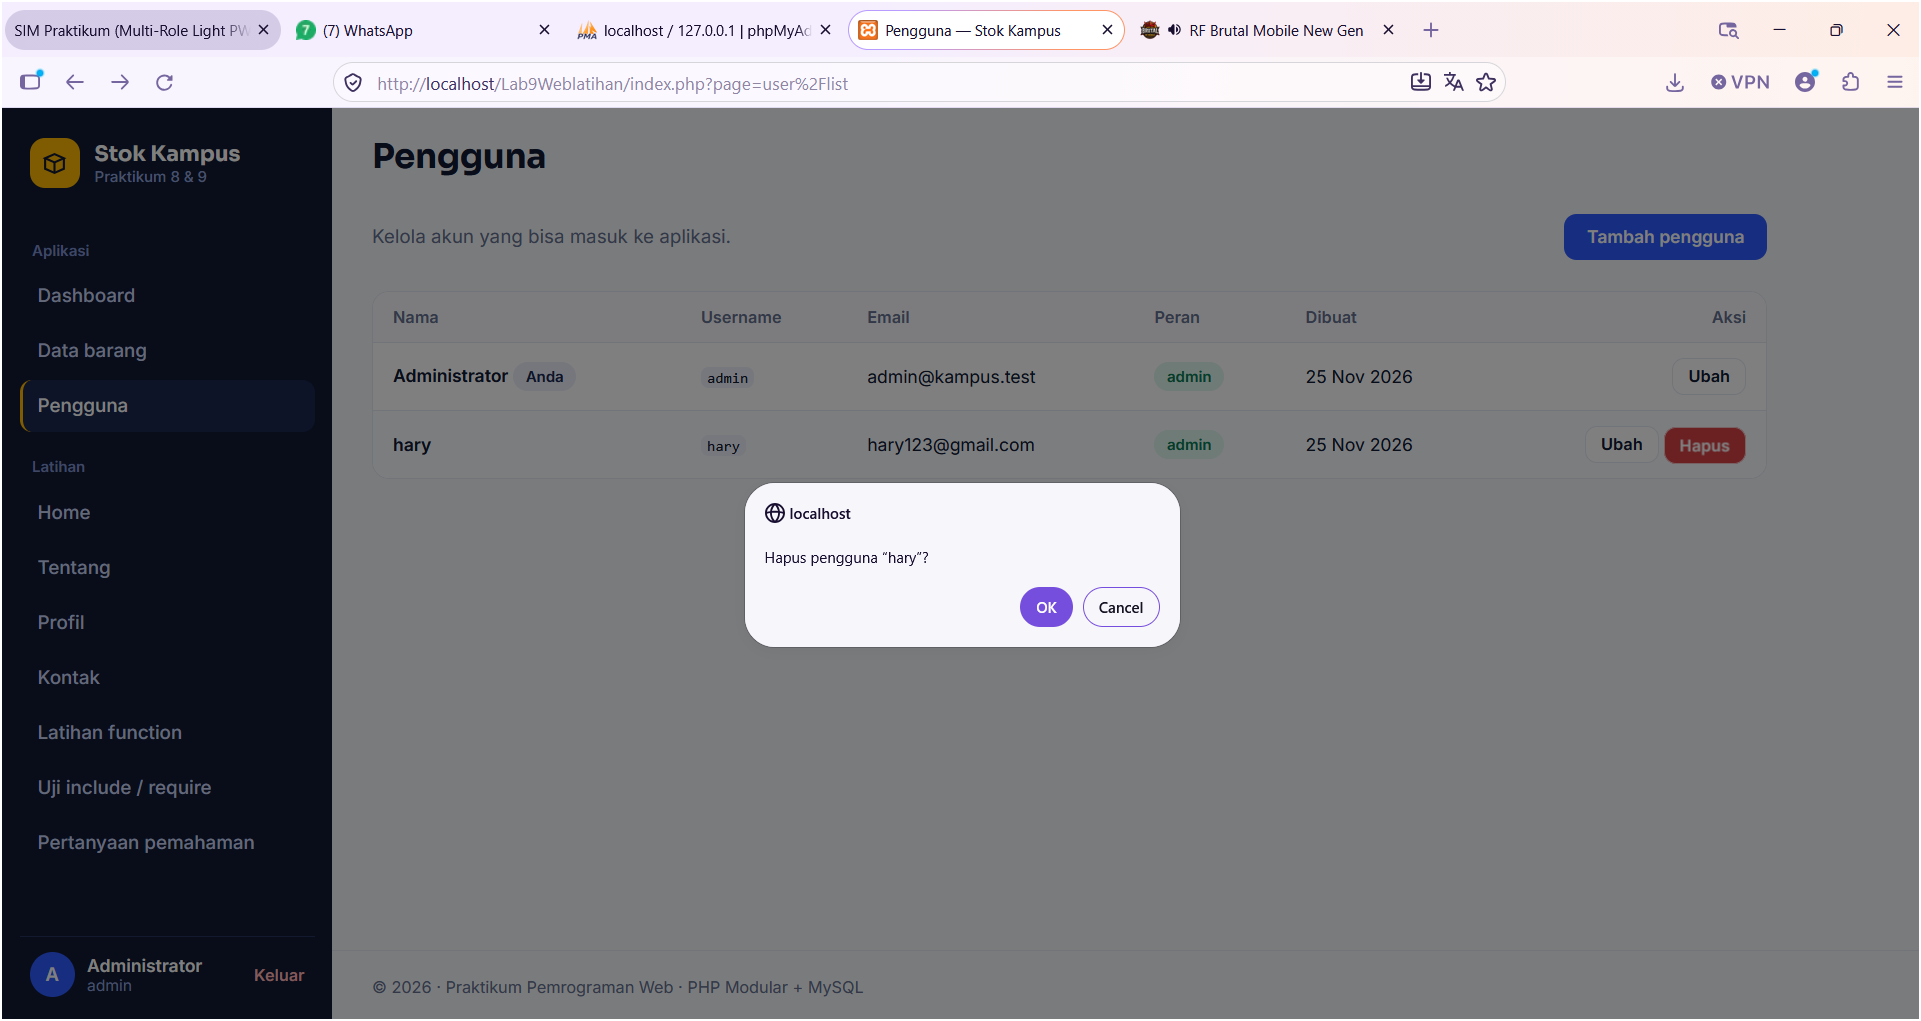 SIM Praktikum (Multi-Role Light PW
7 (7) WhatsApp
PMA localhost / 127.0.0.1 | phpMyAd
Pengguna — Stok Kampus
RF Brutal Mobile New Gen
http://localhost/Lab9Weblatihan/index.php?page=user%2Flist
VPN
Stok Kampus
Praktikum 8 & 9
Aplikasi
Dashboard
Data barang
Pengguna
Latihan
Home
Tentang
Profil
Kontak
Latihan function
Uji include / require
Pertanyaan pemahaman
A
Administrator
admin
Keluar
Pengguna
Kelola akun yang bisa masuk ke aplikasi.
Tambah pengguna
Nama Username Email Peran Dibuat Aksi
Administrator Anda admin admin@kampus.test admin 25 Nov 2026 Ubah
hary hary hary123@gmail.com admin 25 Nov 2026 Ubah Hapus
localhost
Hapus pengguna “hary”?
OK Cancel
© 2026 · Praktikum Pemrograman Web · PHP Modular + MySQL